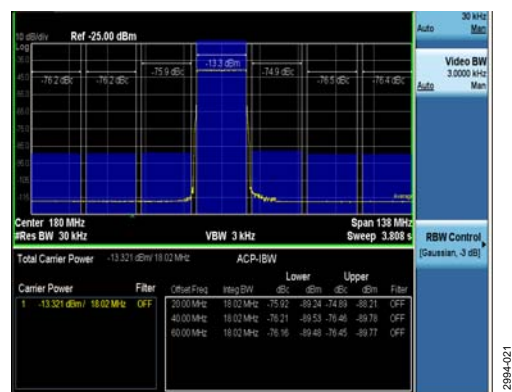 30 kHz
Auto Man
10 dB/div Ref -25.00 dBm
Log
-13.3 dBm
-76.2 dBc
-76.2 dBc
-75.9 dBc
-74.9 dBc
-76.5 dBc
-76.4 dBc
Video BW
3.0000 kHz
Auto Man
Average
Center 180 MHz Span 138 MHz
#Res BW 30 kHz VBW 3 kHz Sweep 3.808 s
RBW Control
[Gaussian, -3 dB]
Total Carrier Power -13.321 dBm/ 18.02 MHz ACP-IBW
Lower Upper
Carrier Power Filter Offset Freq Integ BW dBc dBm dBc dBm Filter
1 -13.321 dBm / 18.02 MHz OFF 20.00 MHz 18.02 MHz -75.92 -89.24 -74.89 -88.21 OFF
40.00 MHz 18.02 MHz -76.21 -89.53 -76.46 -89.78 OFF
60.00 MHz 18.02 MHz -76.16 -89.48 -76.45 -89.77 OFF
2994-021